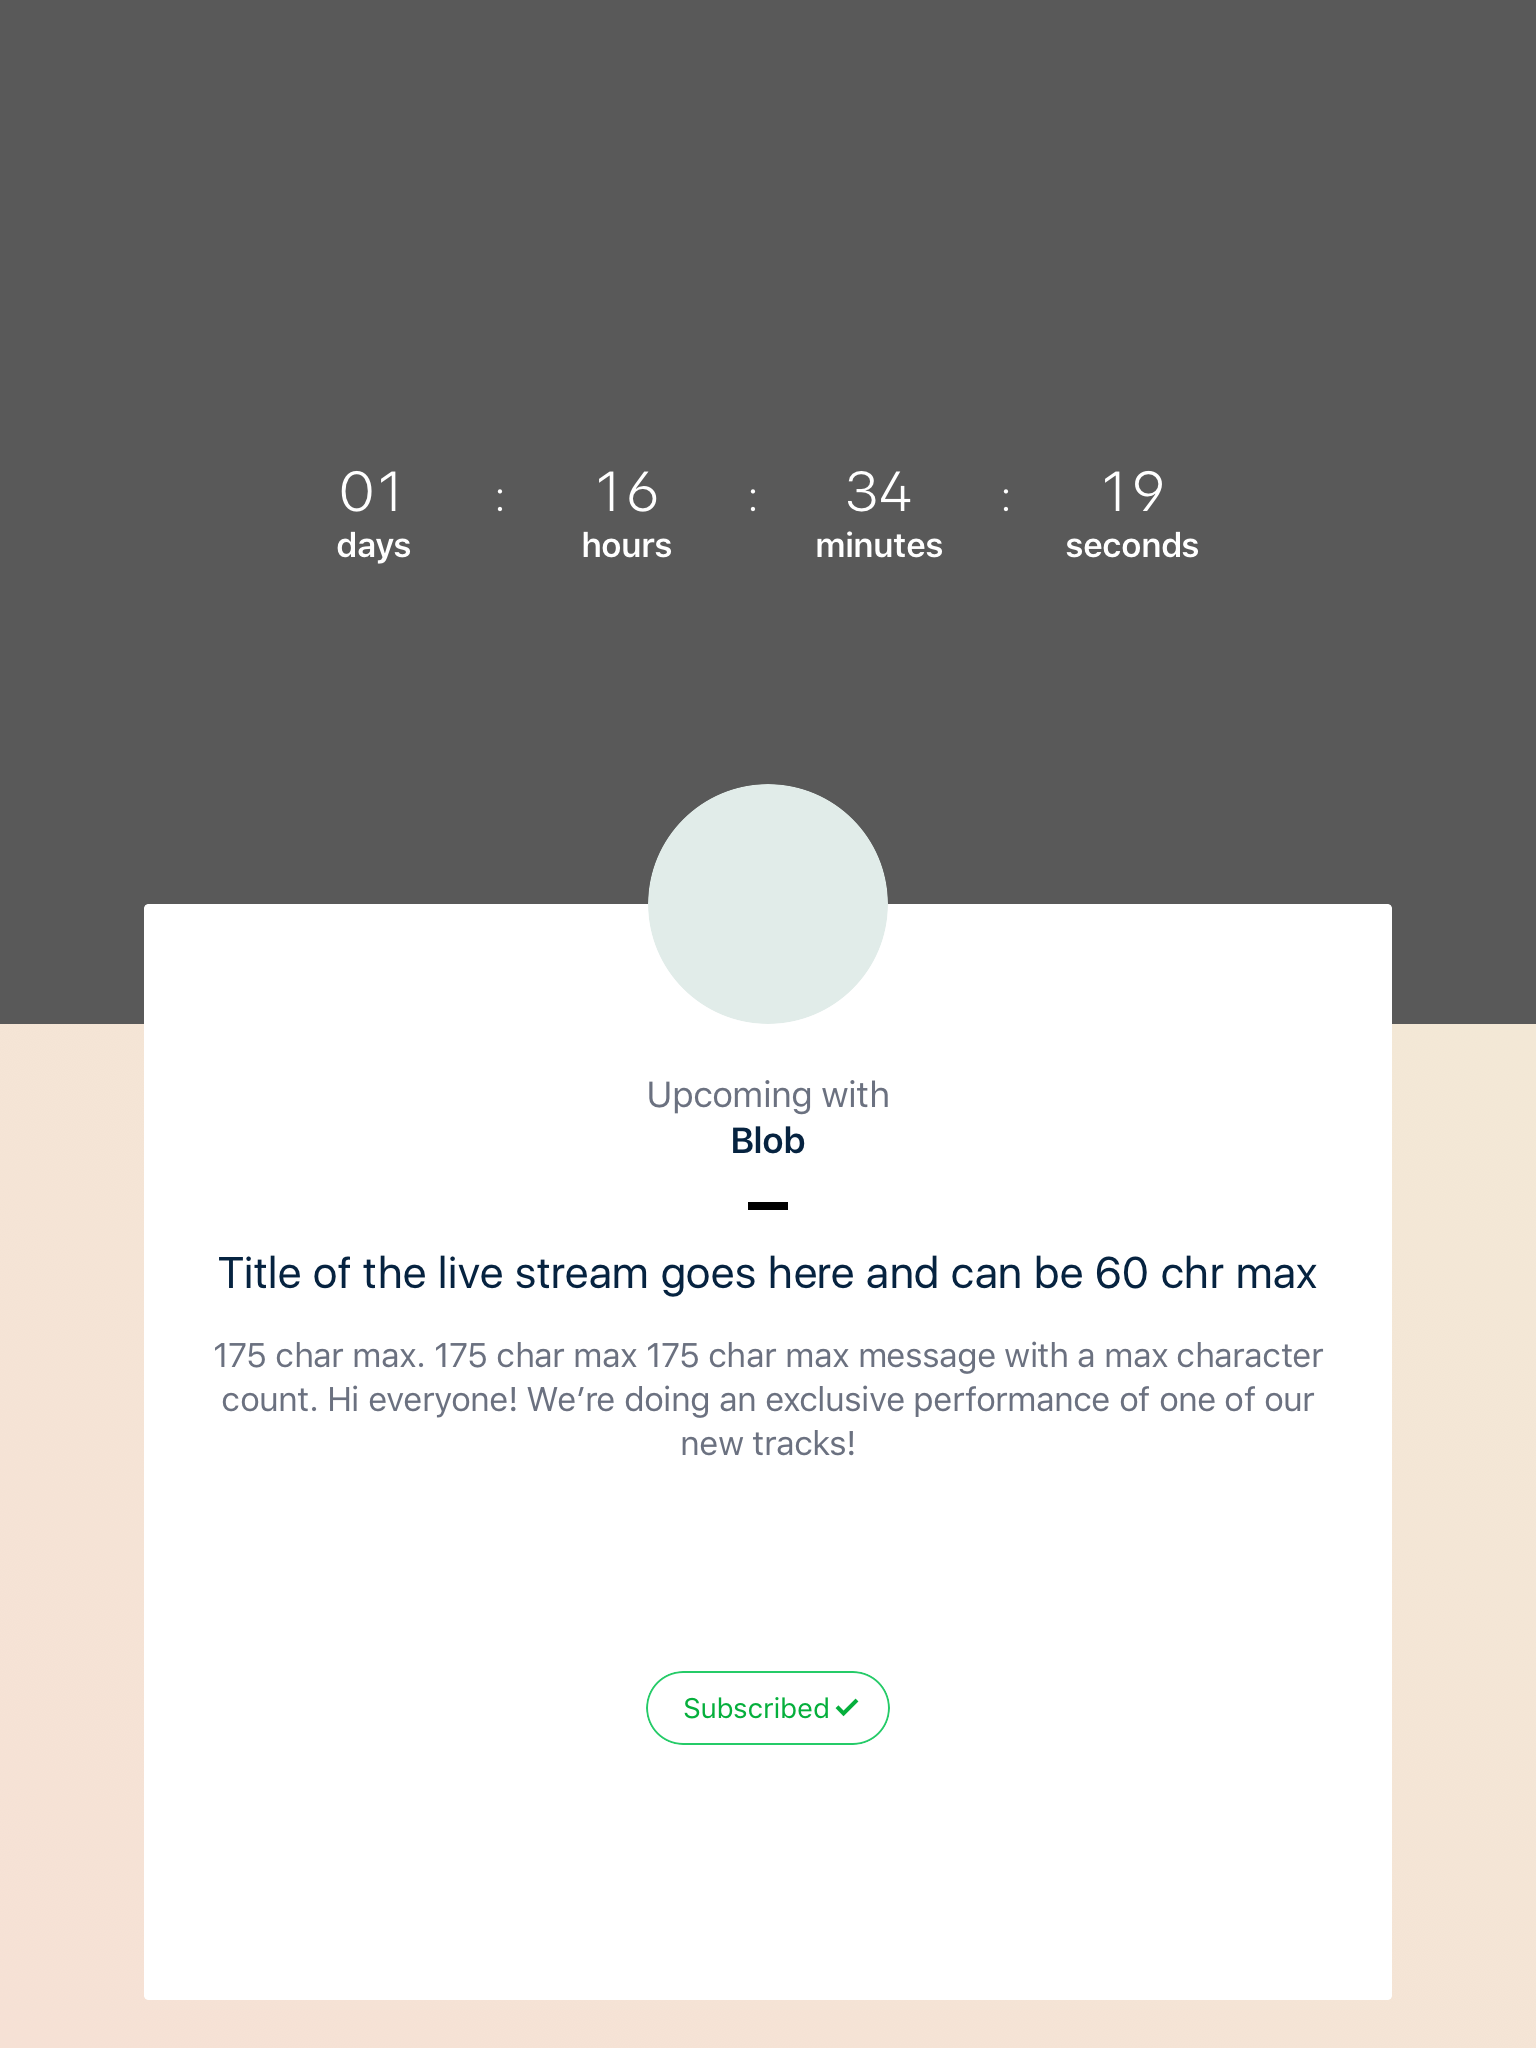 01 : 16 : 34 : 19
days hours minutes seconds
Upcoming with
Blob
Title of the live stream goes here and can be 60 chr max
175 char max. 175 char max 175 char max message with a max character
count. Hi everyone! We’re doing an exclusive performance of one of our
new tracks!
Subscribed